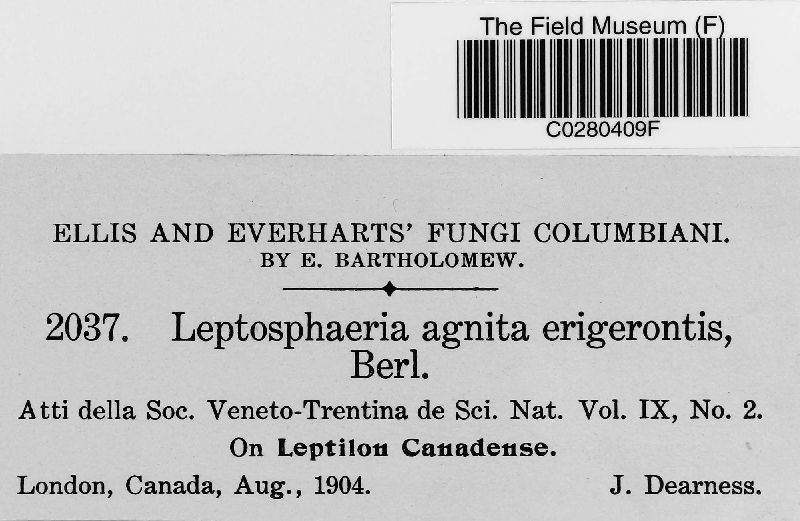 The Field Museum (F)
C0280409F
ELLIS AND EVERHARTS' FUNGI COLUMBIANI.
BY E. BARTHOLOMEW.
2037. Leptosphaeria agnita erigerontis,
Berl.
Atti della Soc. Veneto-Trentina de Sci. Nat. Vol. IX, No. 2.
On Leptilon Canadense.
London, Canada, Aug., 1904. J. Dearness.